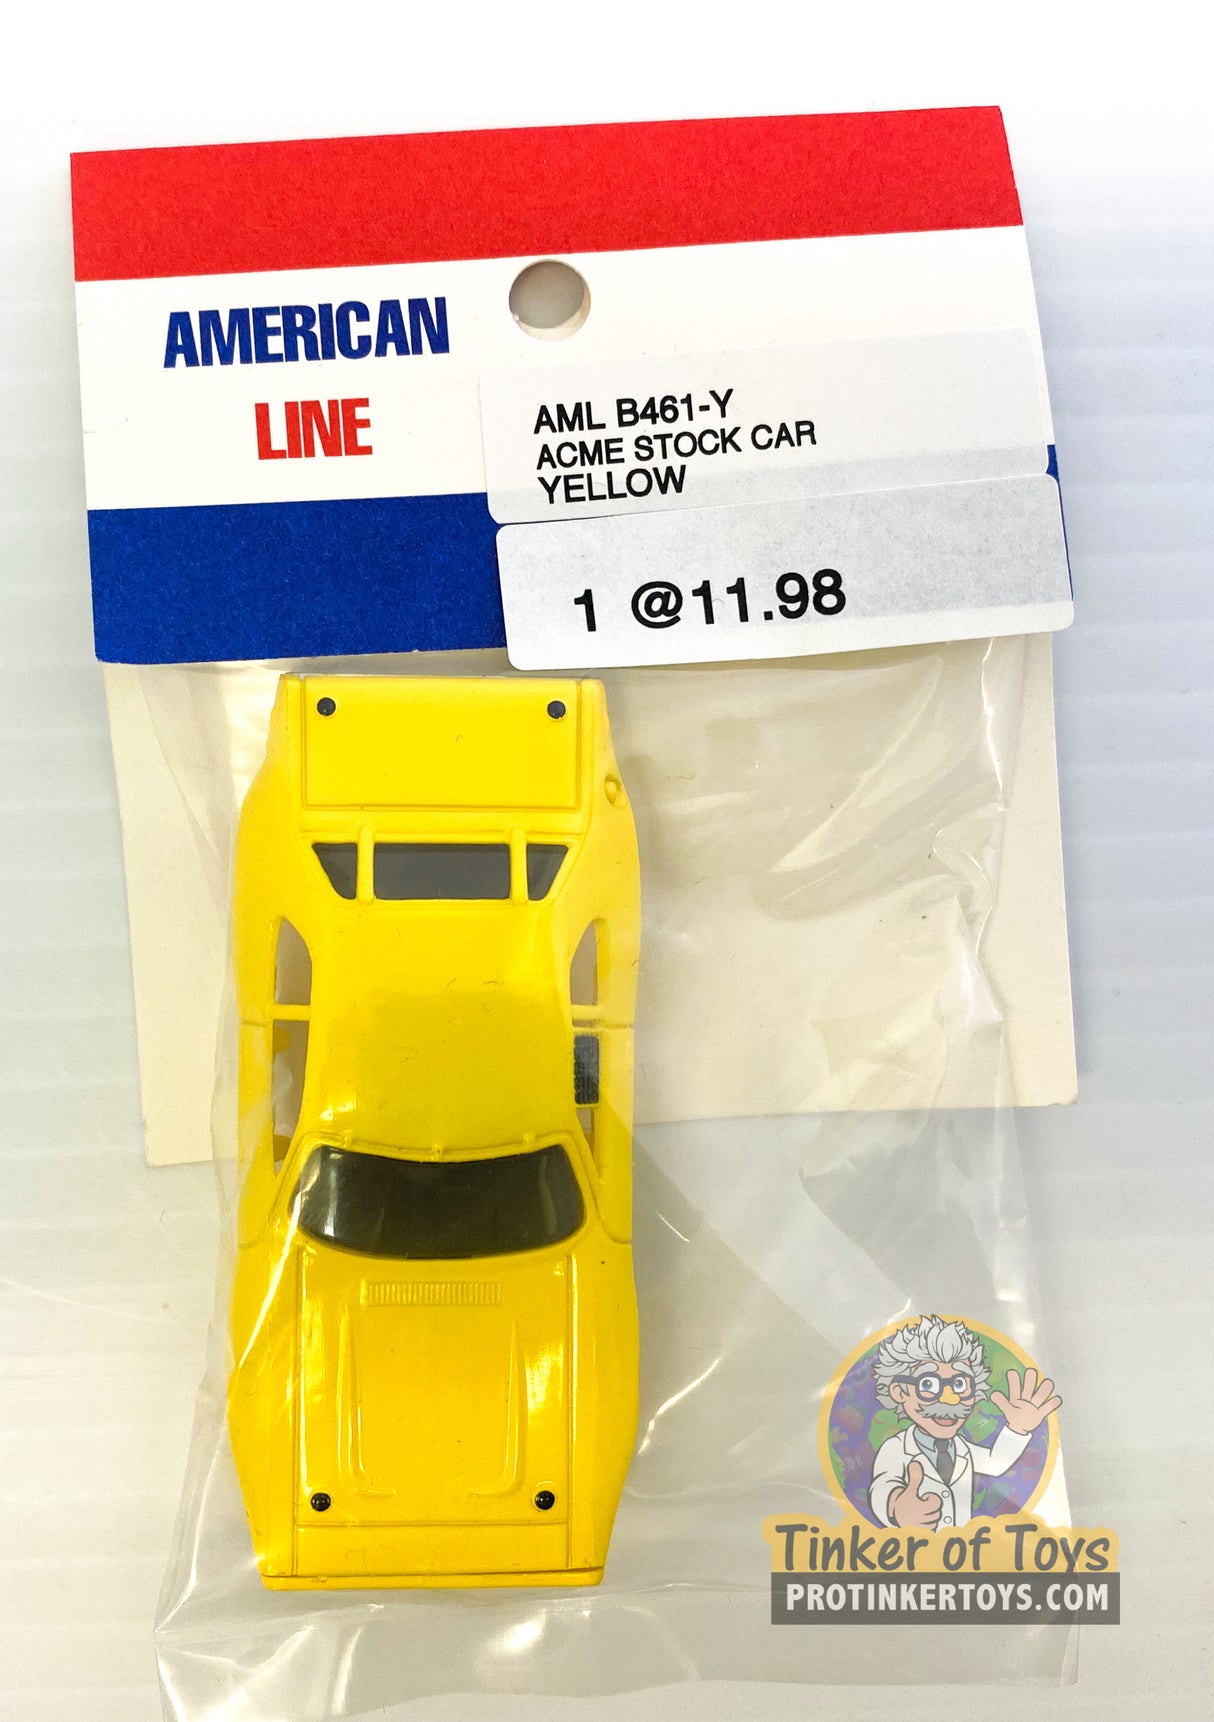 AMERICAN
LINE
AML B461-Y
ACME STOCK CAR
YELLOW
1 @11.98
Tinker of Toys
PROTINKERTOYS.COM